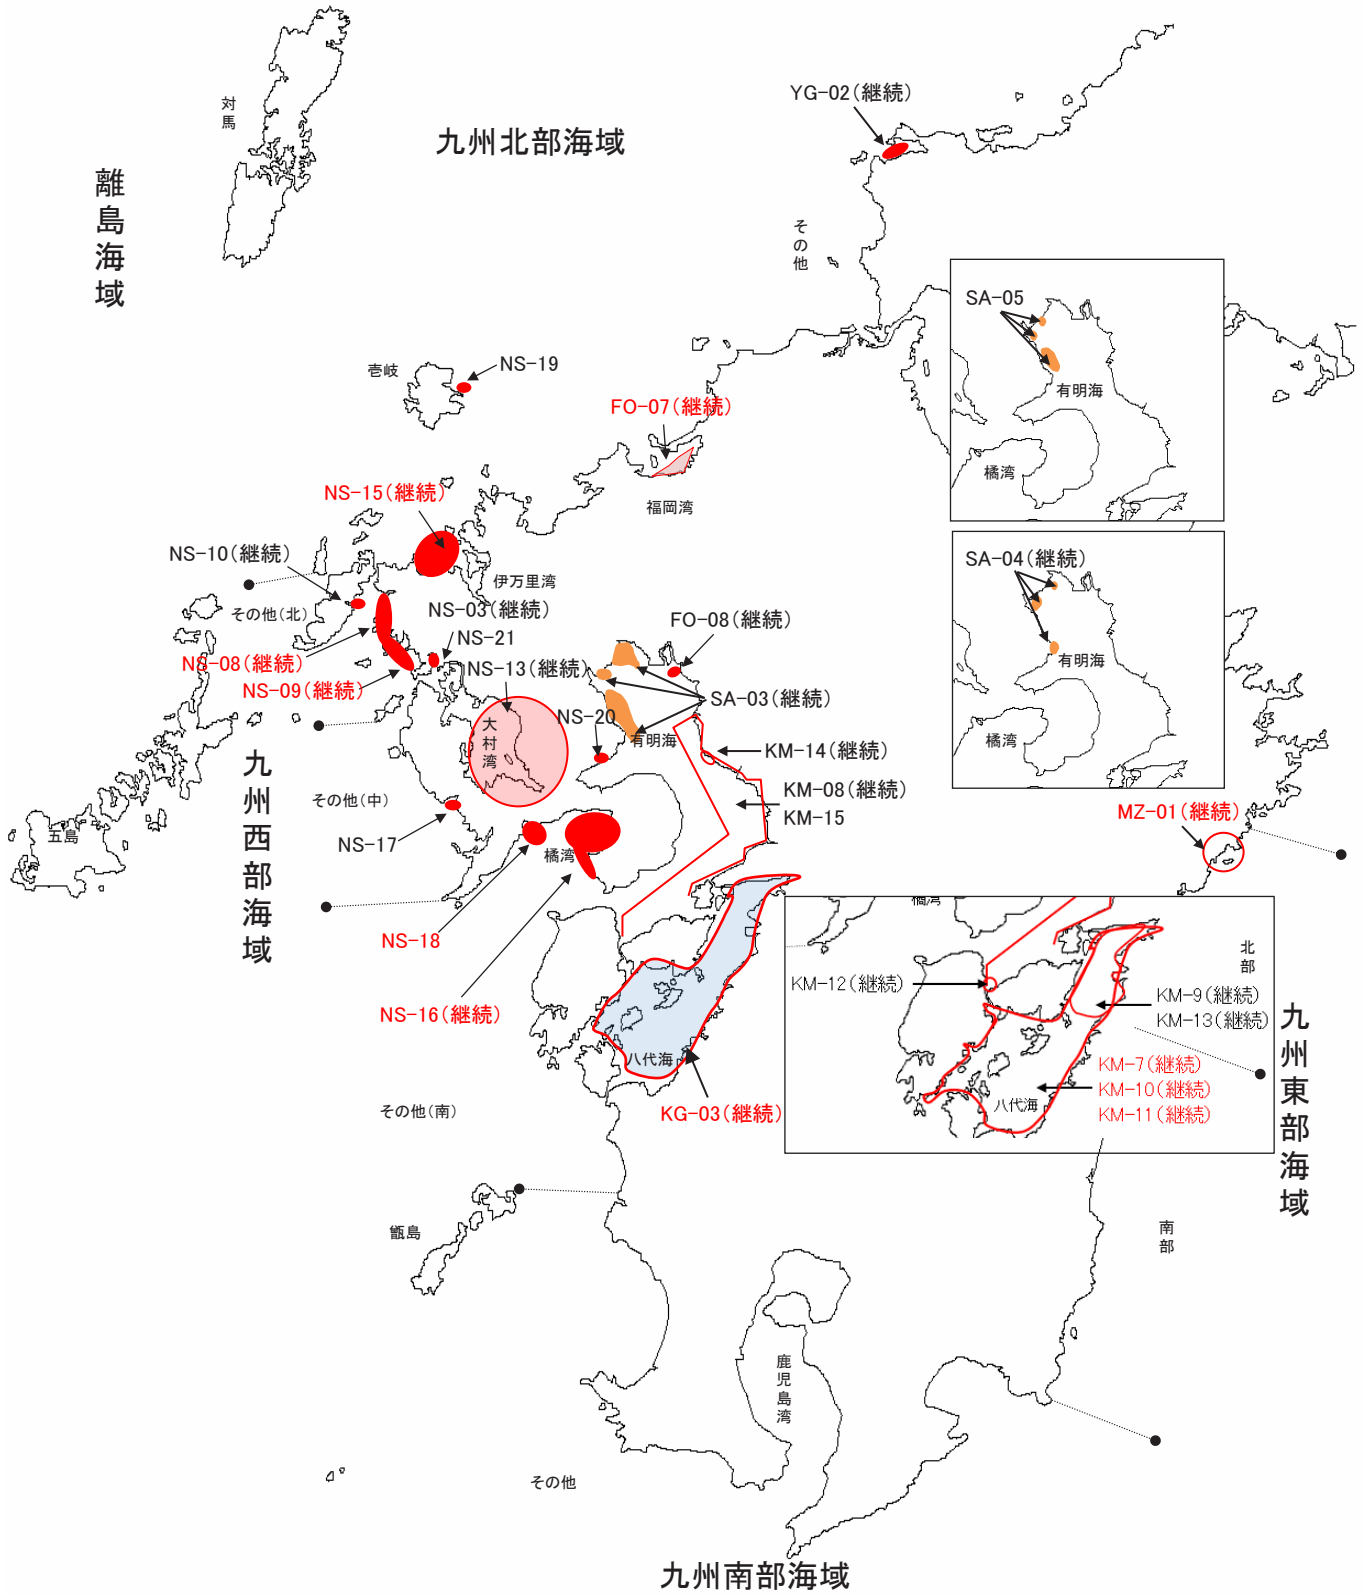 対馬
九州北部海域
離島海域
YG-02(継続)
その他
SA-05
有明海
橘湾
壱岐
NS-19
FO-07(継続)
福岡湾
NS-15(継続)
NS-10(継続)
伊万里湾
その他(北)
NS-03(継続)
NS-21
NS-08(継続)
NS-13(継続)
NS-09(継続)
FO-08(継続)
SA-03(継続)
SA-04(継続)
有明海
橘湾
大村湾
NS-20
有明海
KM-14(継続)
九州西部海域
その他(中)
KM-08(継続)
KM-15
MZ-01(継続)
五島
NS-17
橘湾
NS-18
NS-16(継続)
橘湾
北部
KM-12(継続)
KM-9(継続)
KM-13(継続)
九州東部海域
KM-7(継続)
KM-10(継続)
KM-11(継続)
八代海
八代海
KG-03(継続)
その他(南)
甑島
南部
鹿児島湾
その他
九州南部海域